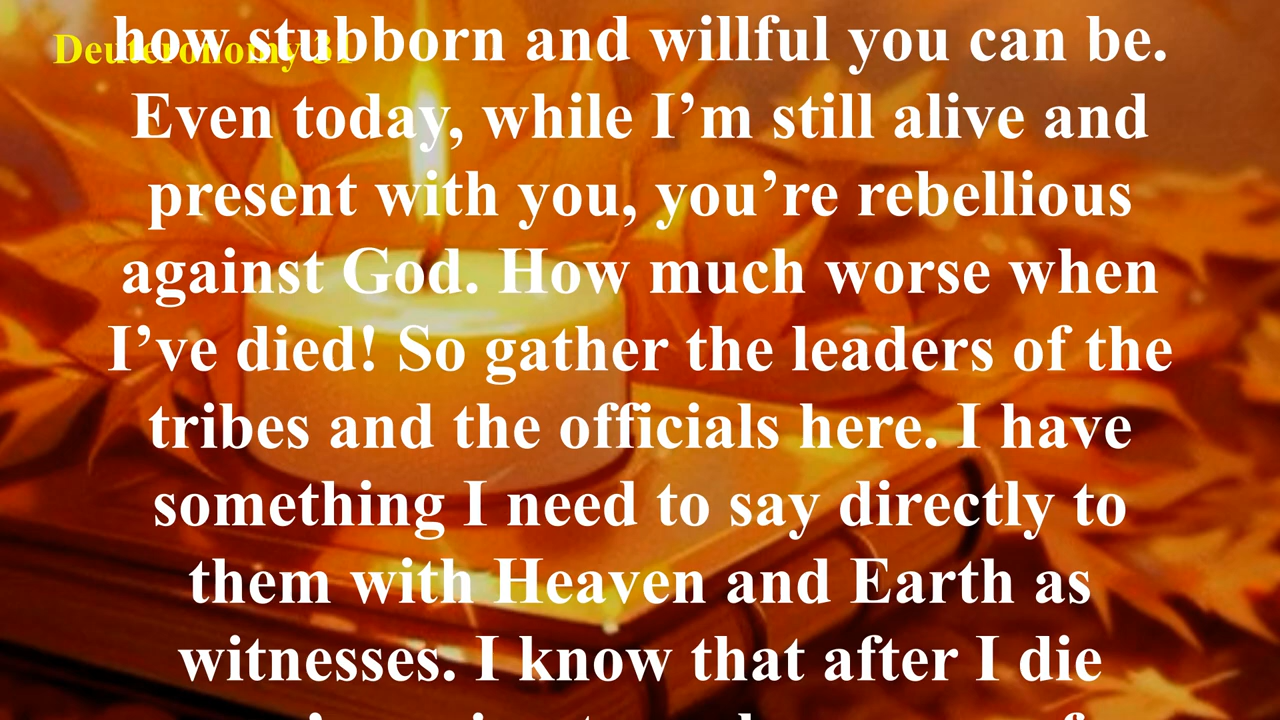 Deuteronomy 31
how stubborn and willful you can be.
Even today, while I’m still alive and
present with you, you’re rebellious
against God. How much worse when
I’ve died! So gather the leaders of the
tribes and the officials here. I have
something I need to say directly to
them with Heaven and Earth as
witnesses. I know that after I die